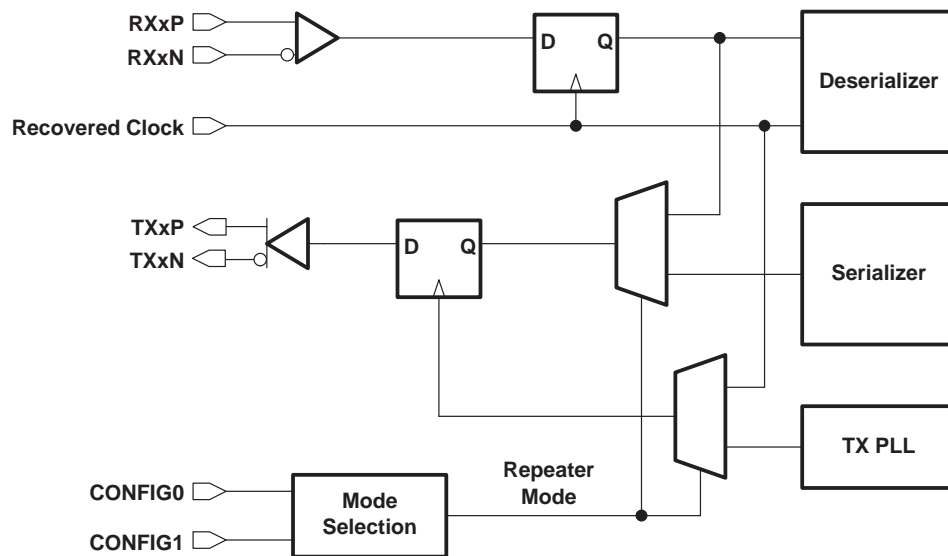 RXxP
RXxN
D Q
Deserializer
Recovered Clock
TXxP
TXxN
D Q
Serializer
TX PLL
Repeater
Mode
CONFIG0
CONFIG1
Mode
Selection